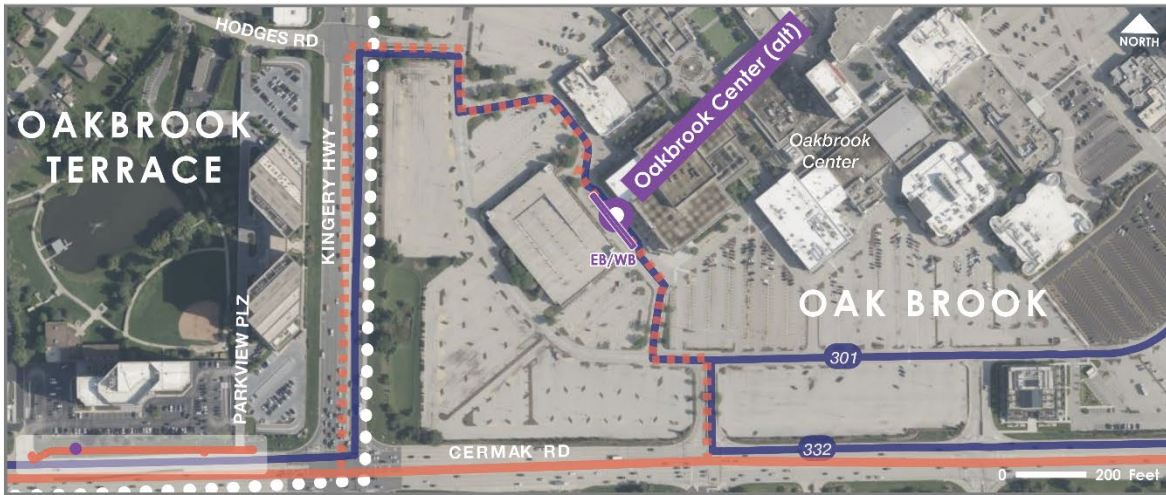 HODGES RD
NORTH
OAKBROOK
TERRACE
KINGERY HWY
Oakbrook Center (alt)
Oakbrook
Center
EB/WB
OAK BROOK
PARKVIEW PLZ
301
CERMAK RD
332
0 200 Feet